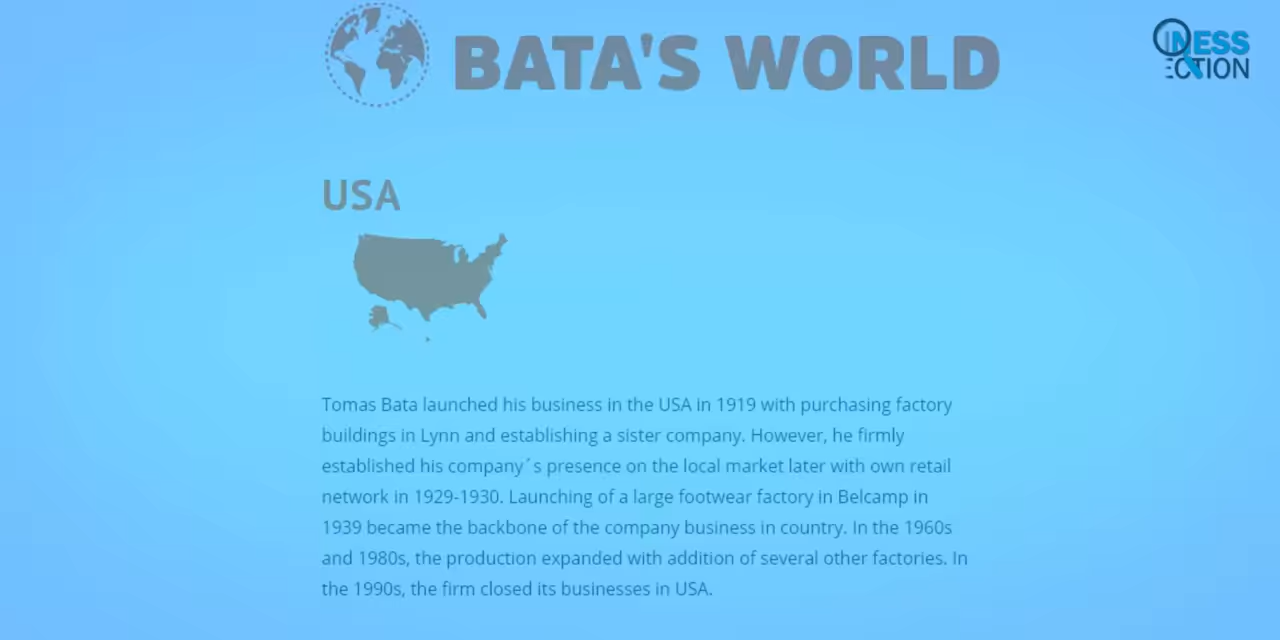 BATA'S WORLD
USA
Tomas Bata launched his business in the USA in 1919 with purchasing factory
buildings in Lynn and establishing a sister company. However, he firmly
established his company´s presence on the local market later with own retail
network in 1929-1930. Launching of a large footwear factory in Belcamp in
1939 became the backbone of the company business in country. In the 1960s
and 1980s, the production expanded with addition of several other factories. In
the 1990s, the firm closed its businesses in USA.